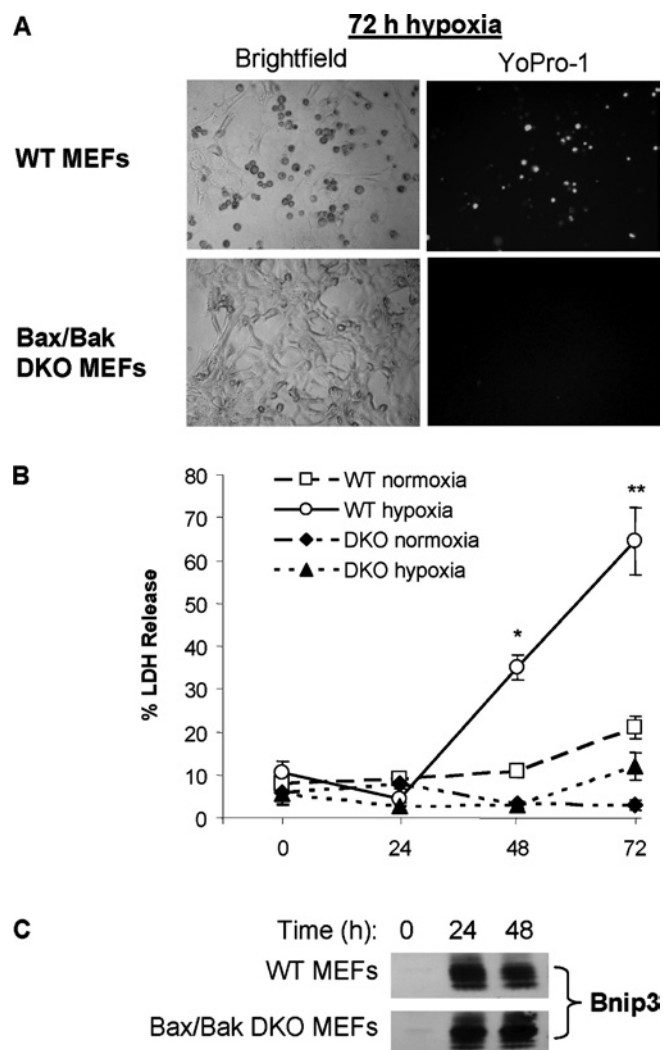 A
72 h hypoxia
Brightfield YoPro-1
WT MEFs
Bax/Bak
DKO MEFs
B
80
70
60
50
40
30
20
10
0
% LDH Release
WT normoxia
WT hypoxia
DKO normoxia
DKO hypoxia
*
**
0 24 48 72
C
Time (h): 0 24 48
WT MEFs
Bnip3
Bax/Bak DKO MEFs